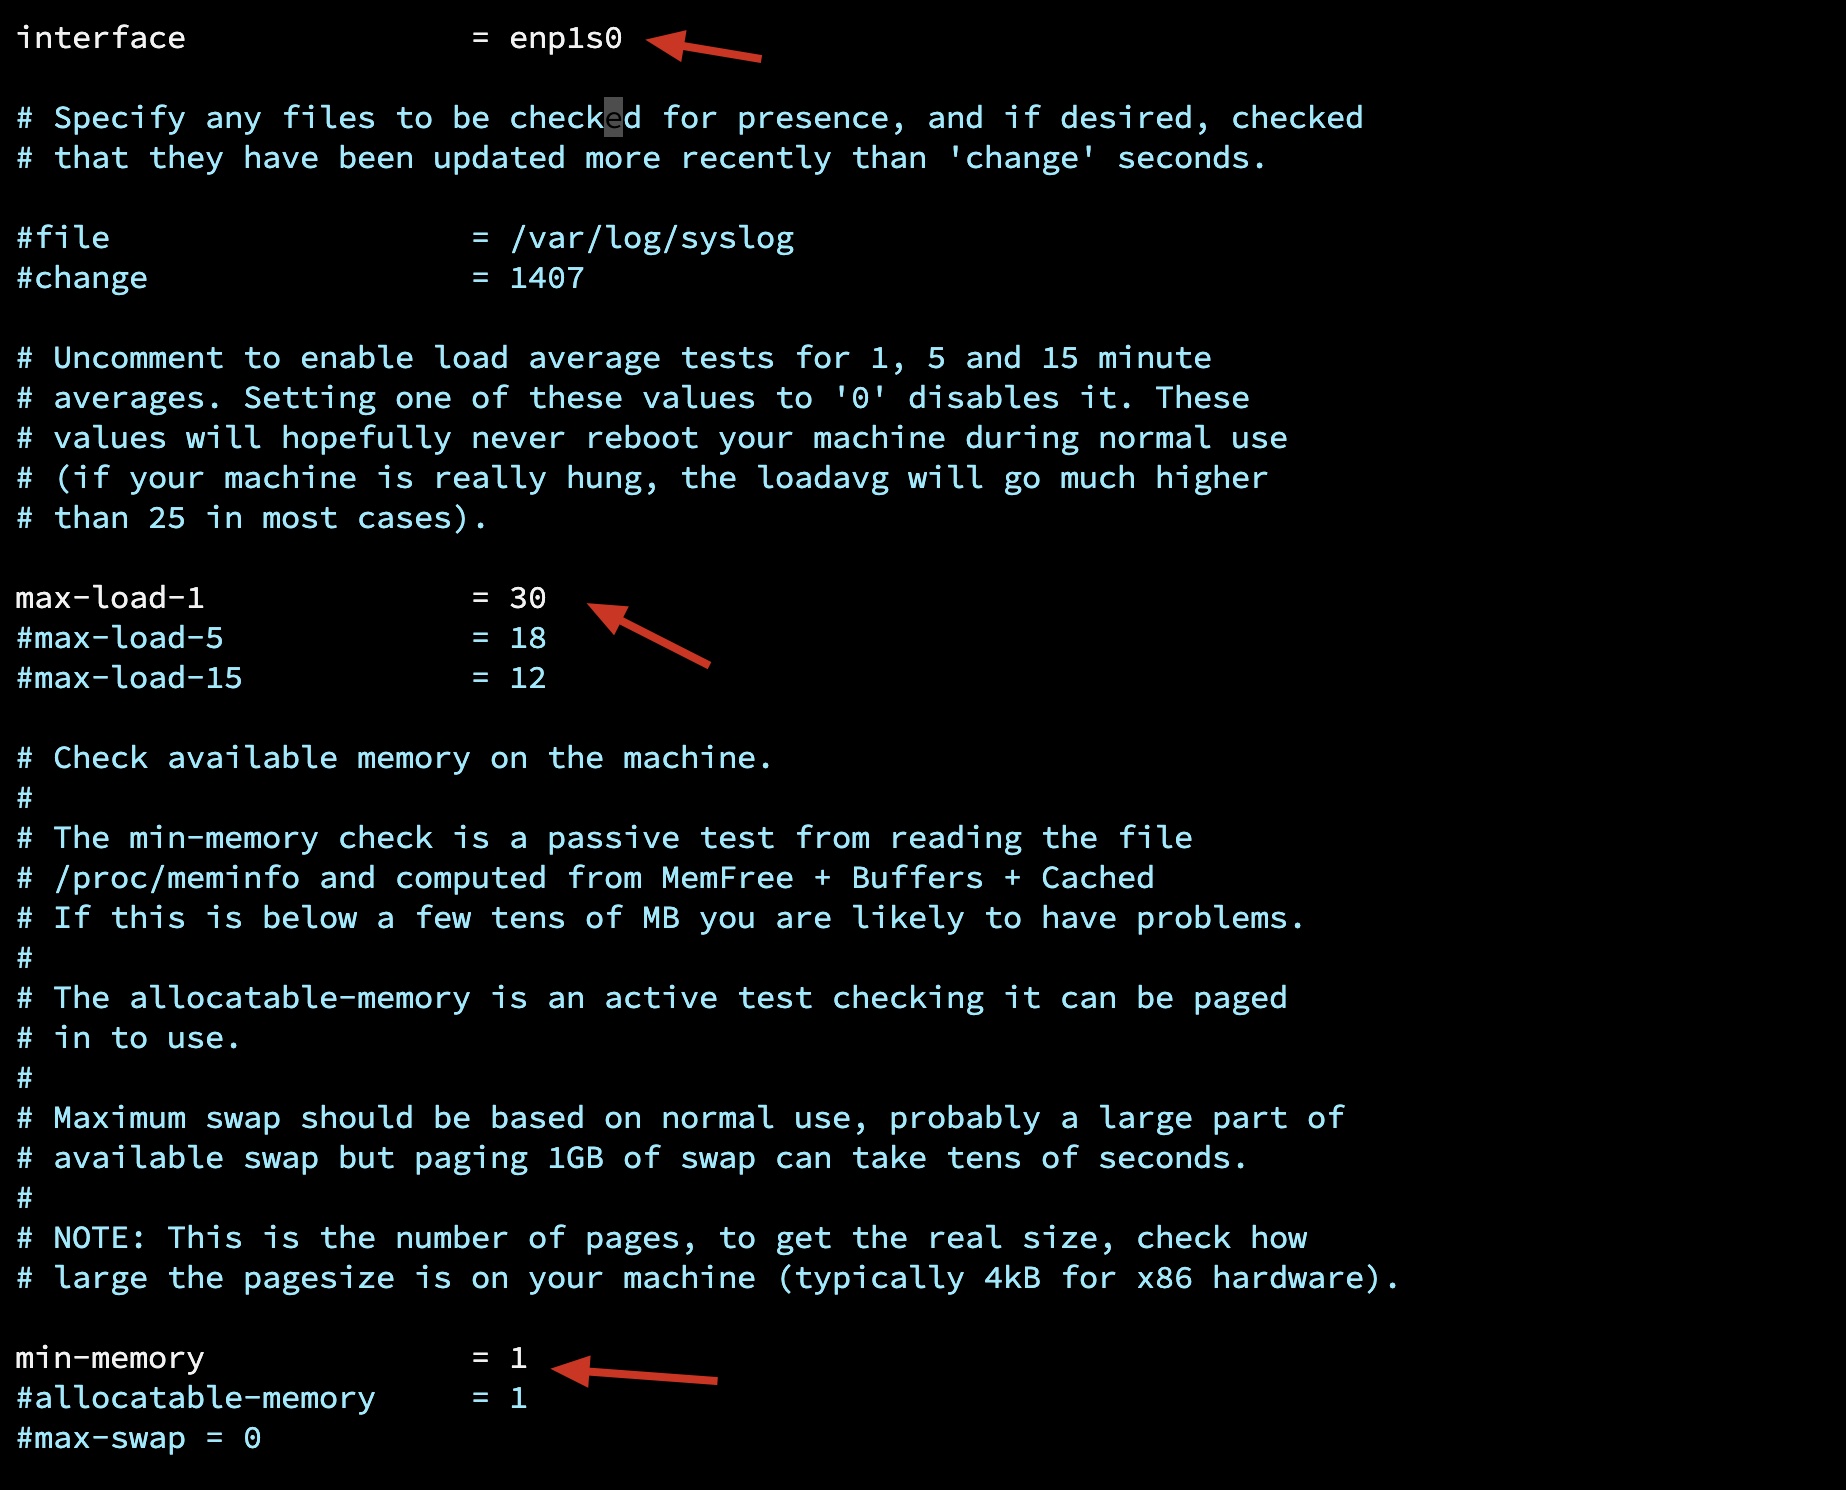 interface               = enp1s0
# Specify any files to be checked for presence, and if desired, checked
# that they have been updated more recently than 'change' seconds.
#file                   = /var/log/syslog
#change                 = 1407
# Uncomment to enable load average tests for 1, 5 and 15 minute
# averages. Setting one of these values to '0' disables it. These
# values will hopefully never reboot your machine during normal use
# (if your machine is really hung, the loadavg will go much higher
# than 25 in most cases).
max-load-1              = 30
#max-load-5             = 18
#max-load-15            = 12
# Check available memory on the machine.
#
# The min-memory check is a passive test from reading the file
# /proc/meminfo and computed from MemFree + Buffers + Cached
# If this is below a few tens of MB you are likely to have problems.
#
# The allocatable-memory is an active test checking it can be paged
# in to use.
#
# Maximum swap should be based on normal use, probably a large part of
# available swap but paging 1GB of swap can take tens of seconds.
#
# NOTE: This is the number of pages, to get the real size, check how
# large the pagesize is on your machine (typically 4kB for x86 hardware).
min-memory              = 1
#allocatable-memory     = 1
#max-swap = 0